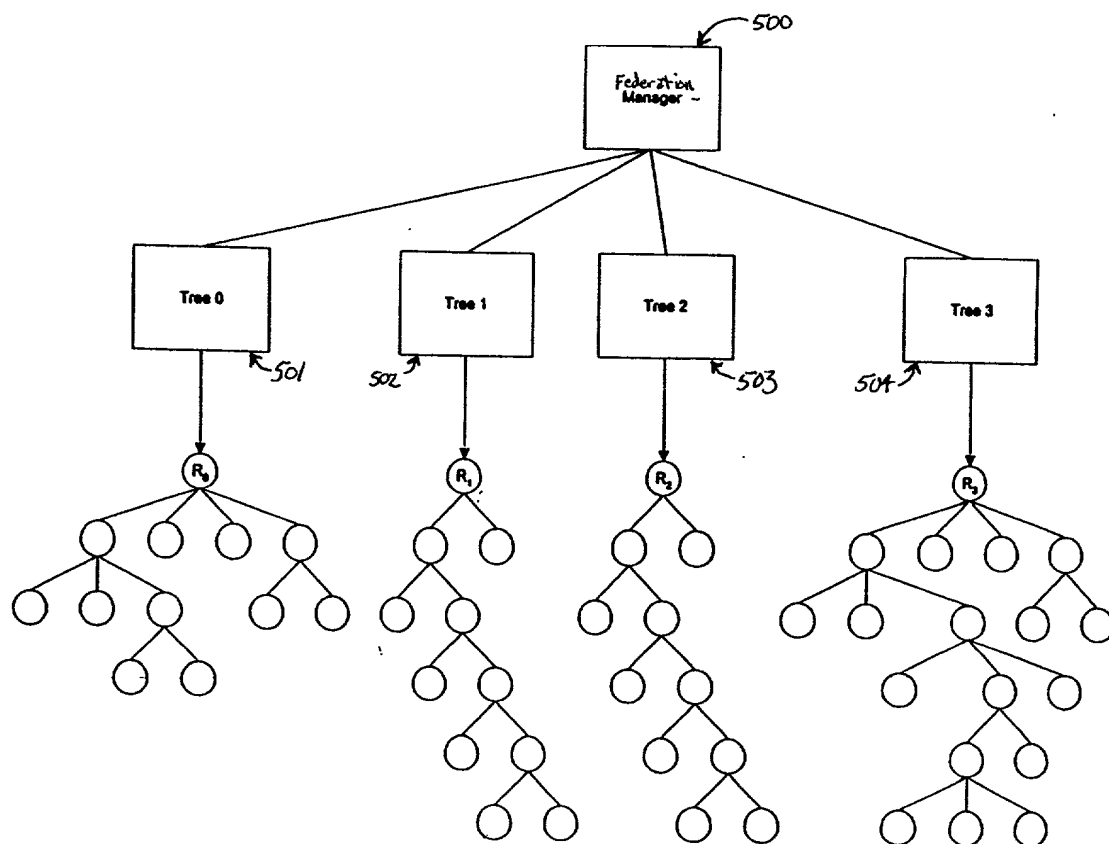 500
Federation
Manager
Tree 0
Tree 1
Tree 2
Tree 3
501
502
503
504
R0
R1
R2
R3